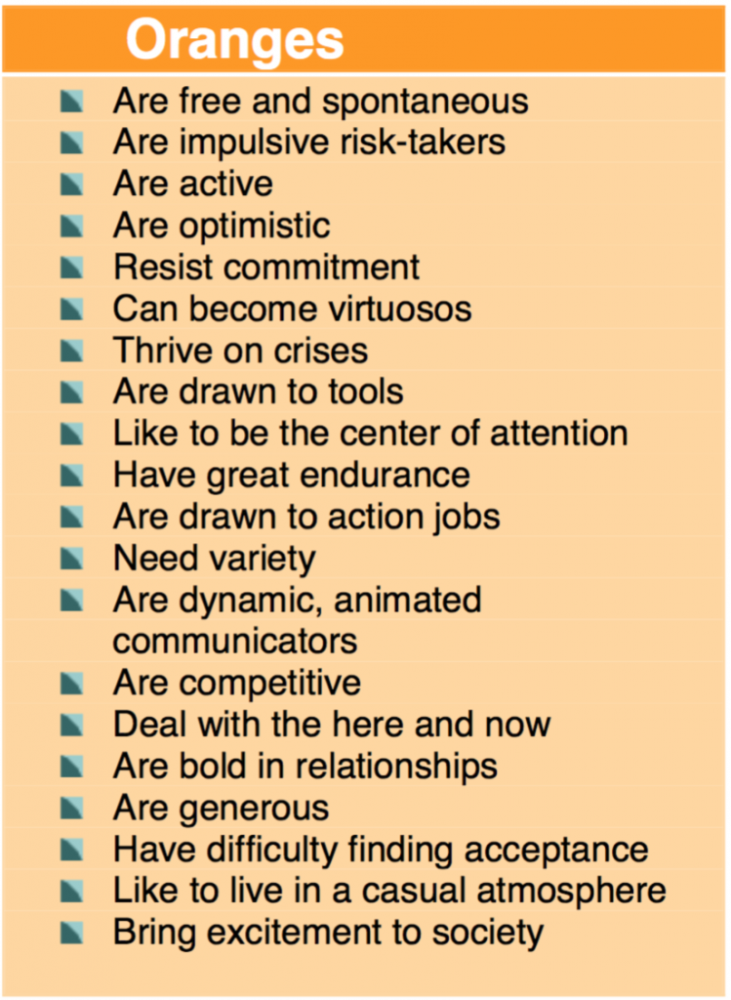 Oranges
Are free and spontaneous
Are impulsive risk-takers
Are active
Are optimistic
Resist commitment
Can become virtuosos
Thrive on crises
Are drawn to tools
Like to be the center of attention
Have great endurance
Are drawn to action jobs
Need variety
Are dynamic, animated
communicators
Are competitive
Deal with the here and now
Are bold in relationships
Are generous
Have difficulty finding acceptance
Like to live in a casual atmosphere
Bring excitement to society